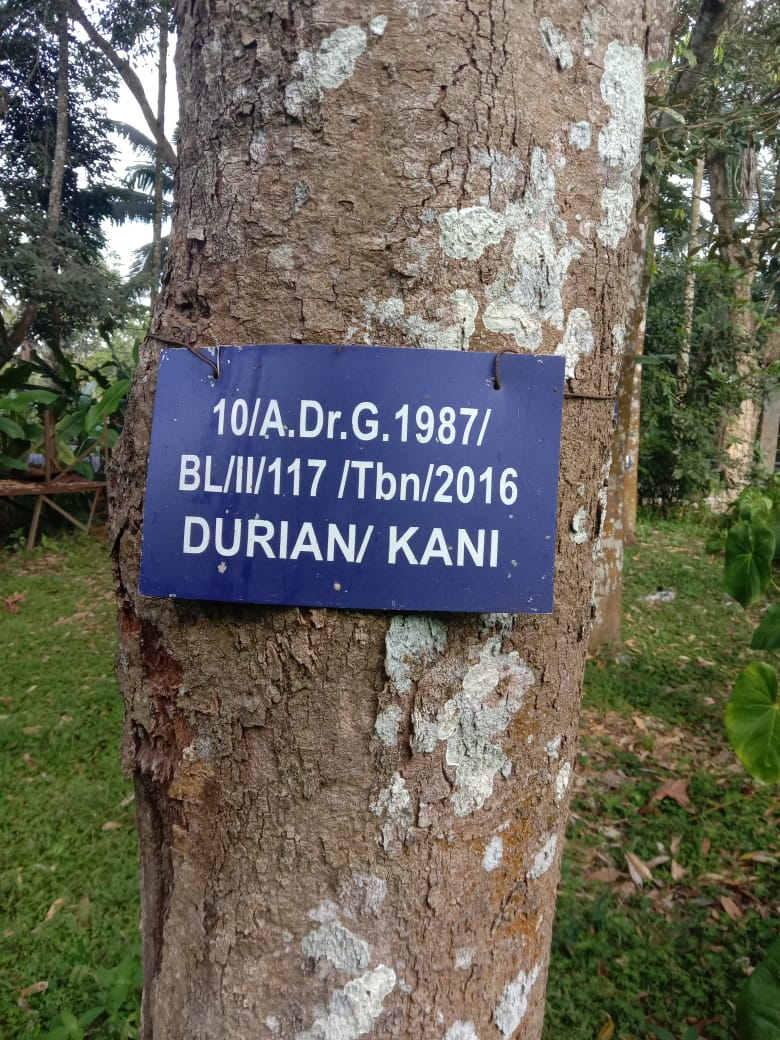 10/A.Dr.G.1987/
BL/II/117 /Tbn/2016
DURIAN/ KANI